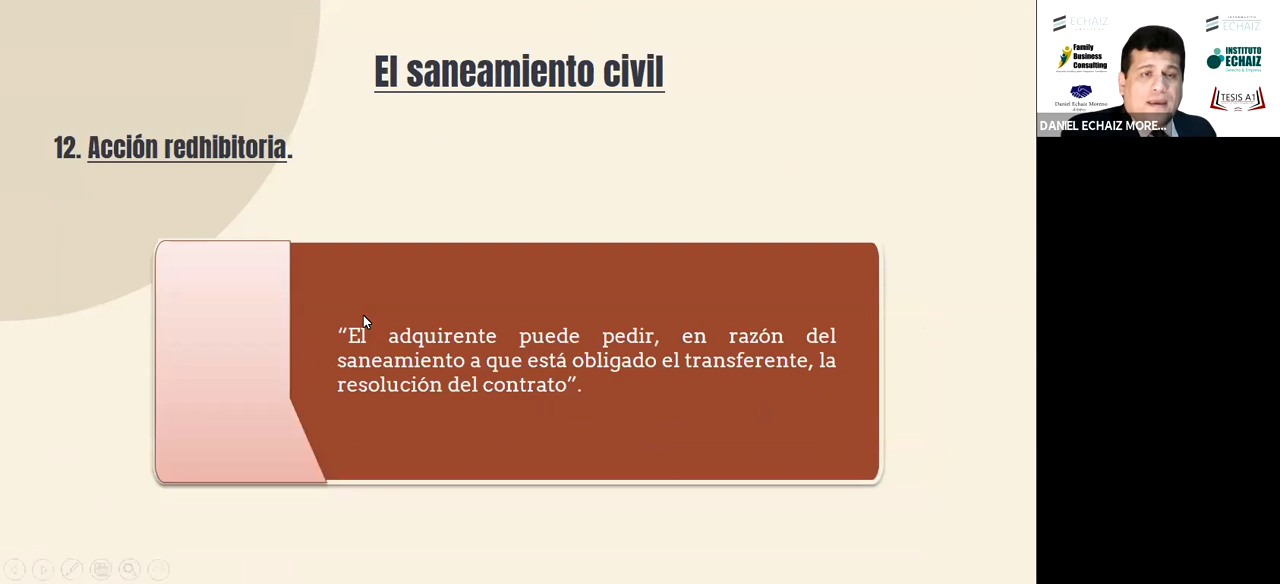 El saneamiento civil
12. Acción redhibitoria.
“El adquirente puede pedir, en razón del
saneamiento a que está obligado el transferente, la
resolución del contrato”.
ECHAIZ
Family
Business
Consulting
Daniel Echaiz Moreno
ECHAIZ
INSTITUTO
ECHAIZ
Derecho & Empresa
TESIS A1
DANIEL ECHAIZ MORE...